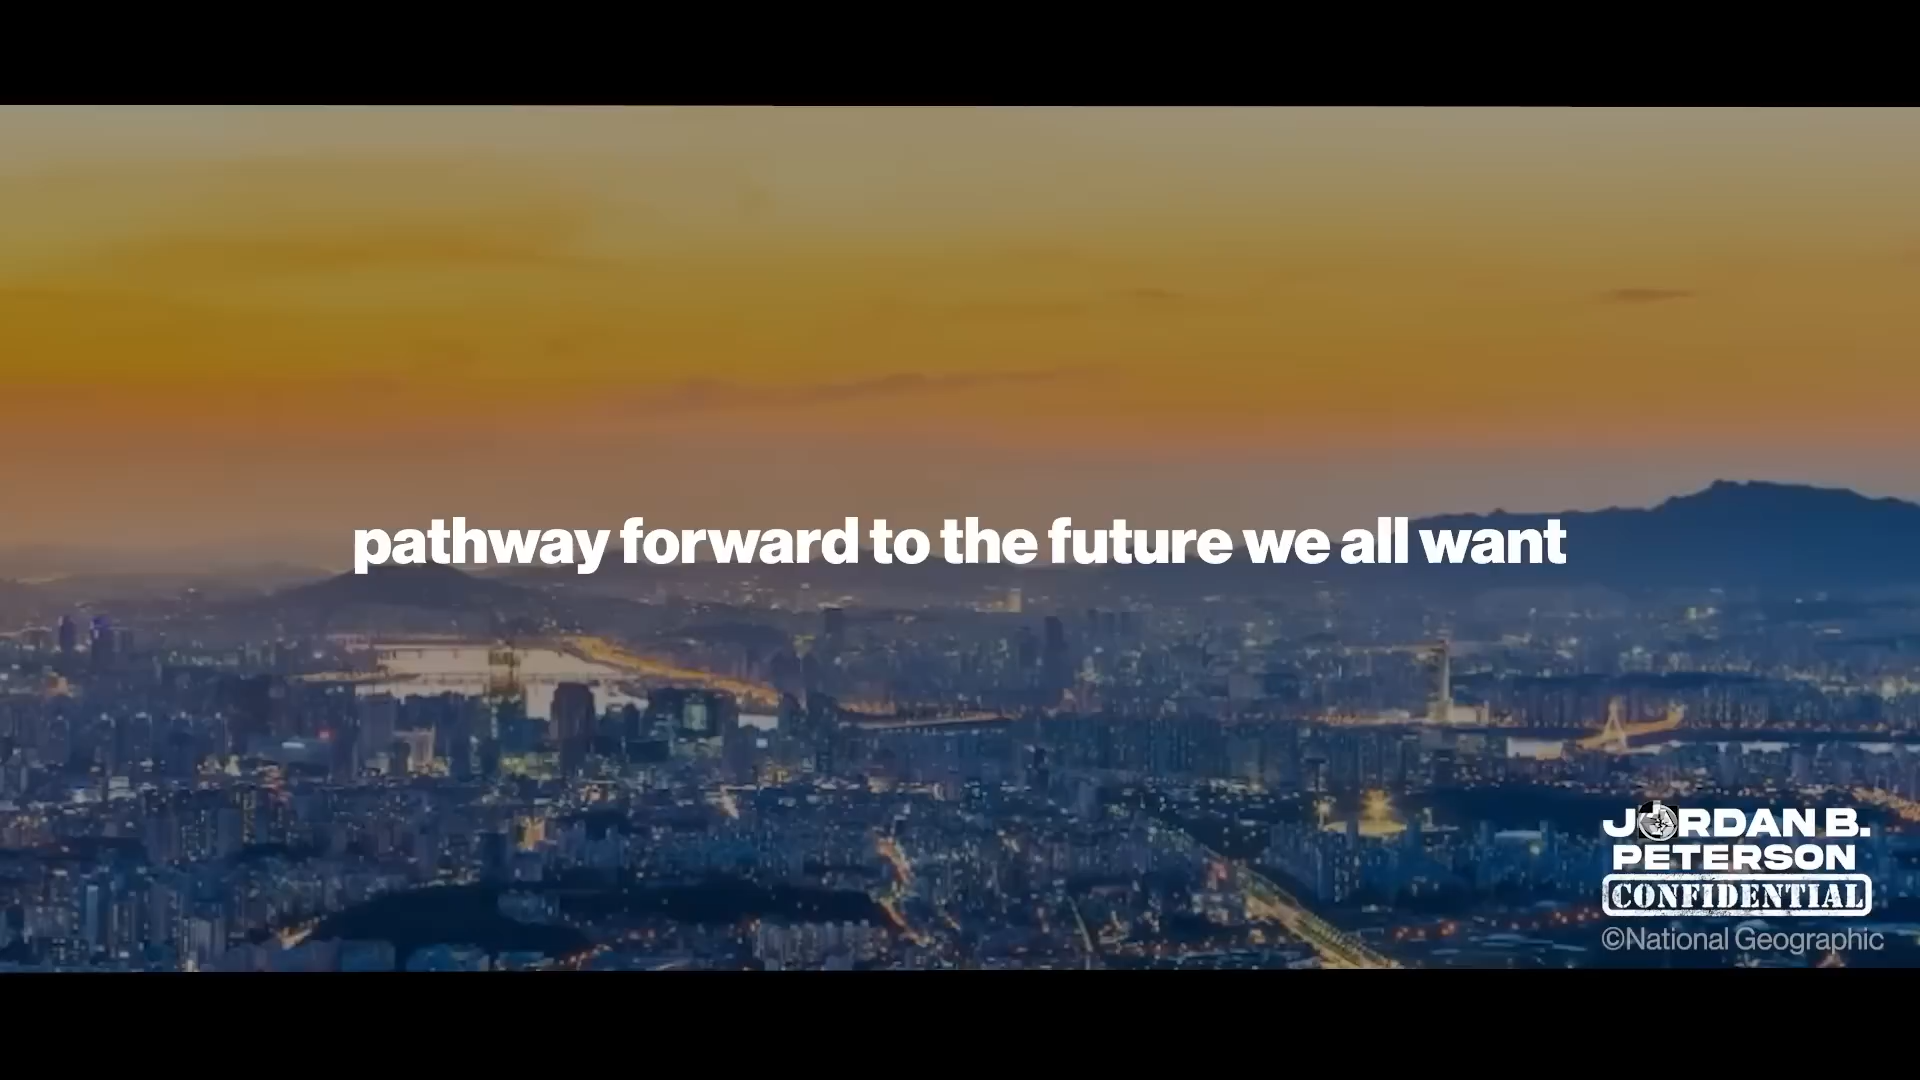 pathway forward to the future we all want
JORDAN B.
PETERSON
CONFIDENTIAL
©National Geographic